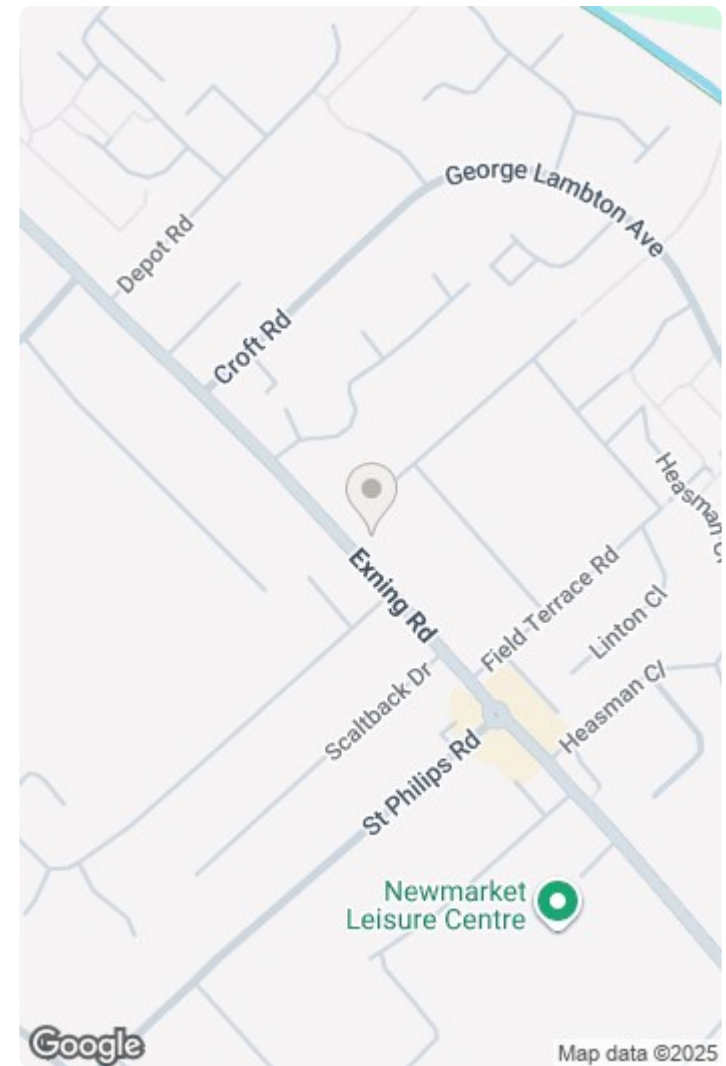 George Lambton Ave
Depot Rd
Croft Rd
Heasman Cl
Exning Rd
Field Terrace Rd
Linton Cl
Scaltback Dr
Heasman Cl
St Philips Rd
Newmarket
Leisure Centre
Google
Map data ©2025